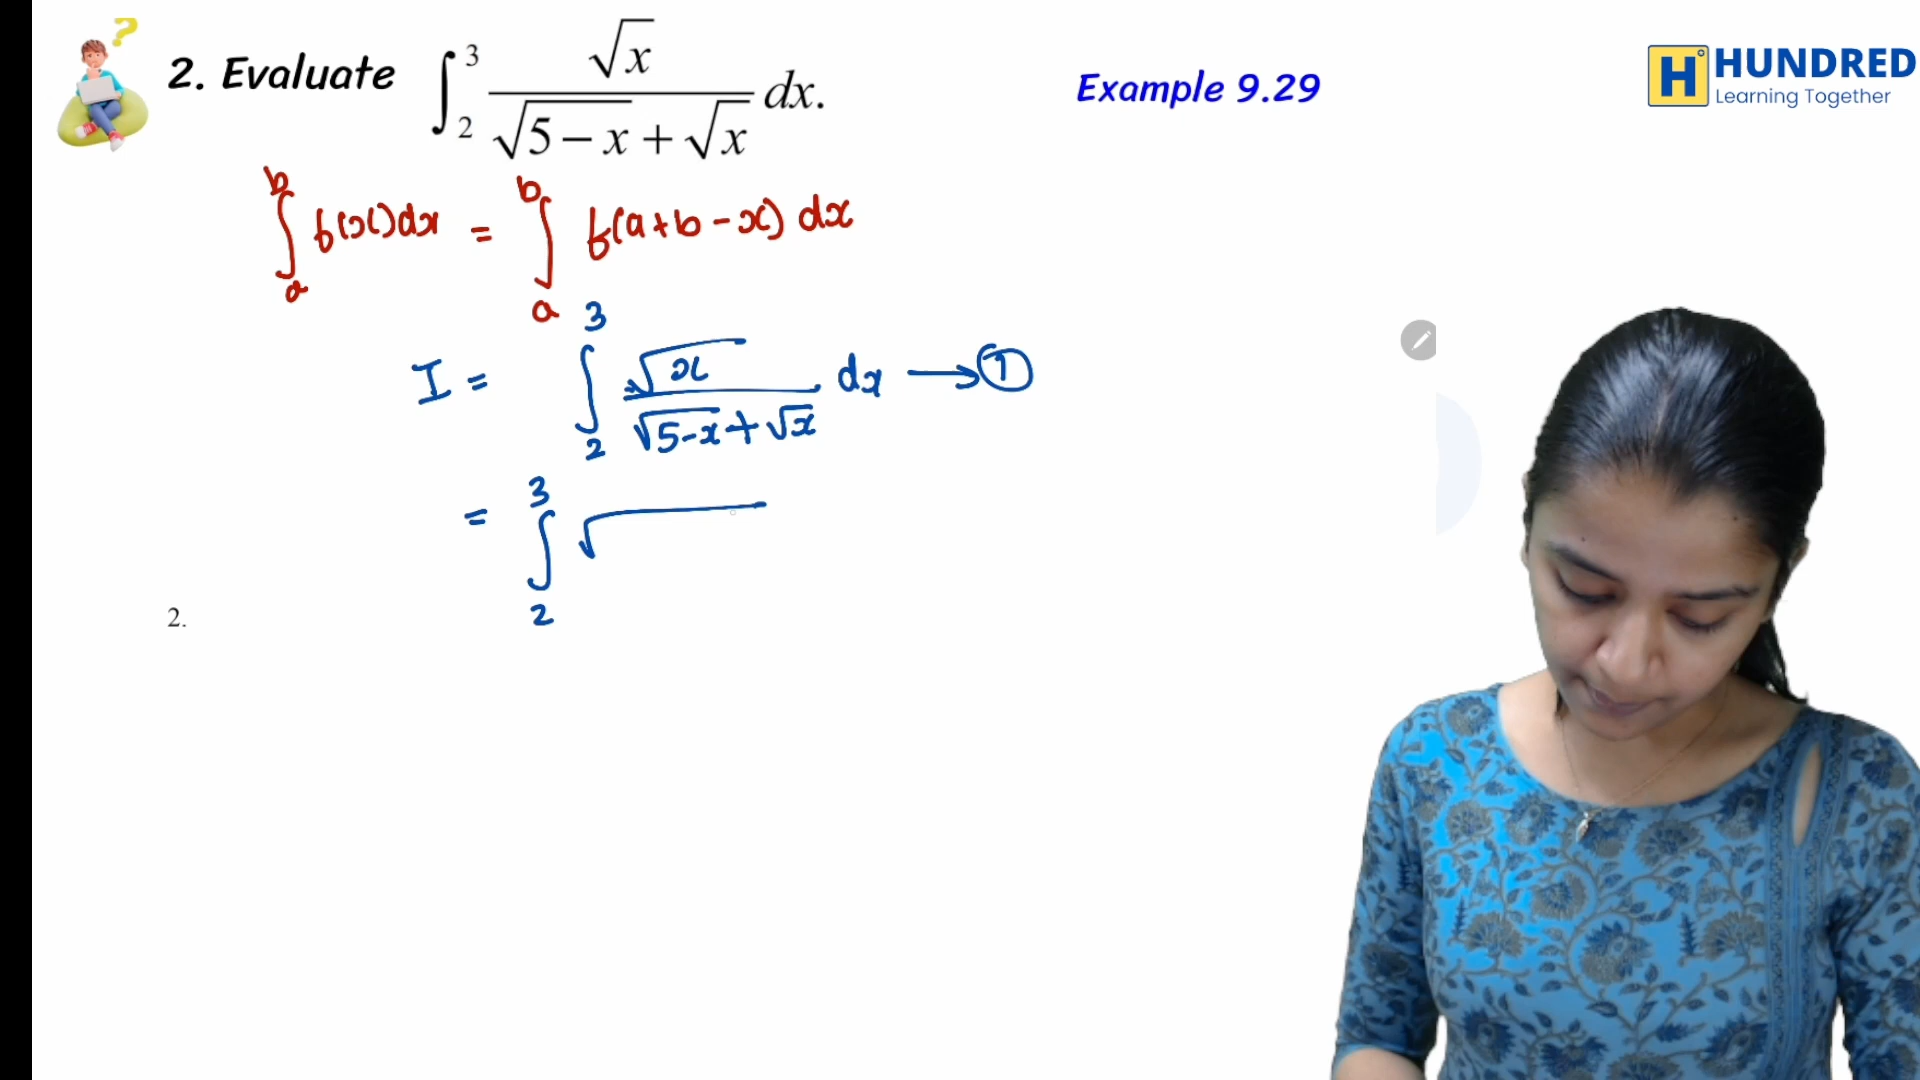 2. Evaluate ∫₂³ √x / (√(5 − x) + √x) dx.
Example 9.29
H HUNDRED
Learning Together
∫ₐᵇ f(x)dx = ∫ₐᵇ f(a+b−x) dx
I = ∫₂³ √x / (√(5−x) + √x) dx → ①
= ∫₂³ √
2.